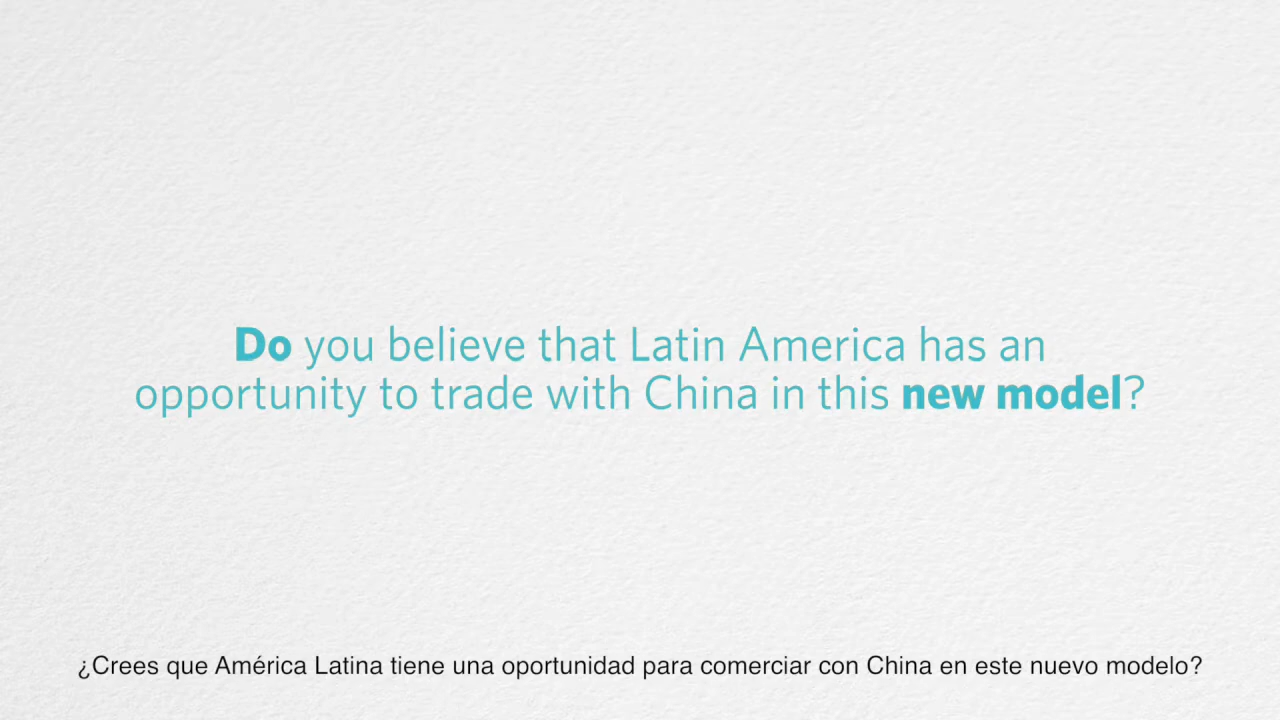 Do you believe that Latin America has an
opportunity to trade with China in this new model?
¿Crees que América Latina tiene una oportunidad para comerciar con China en este nuevo modelo?